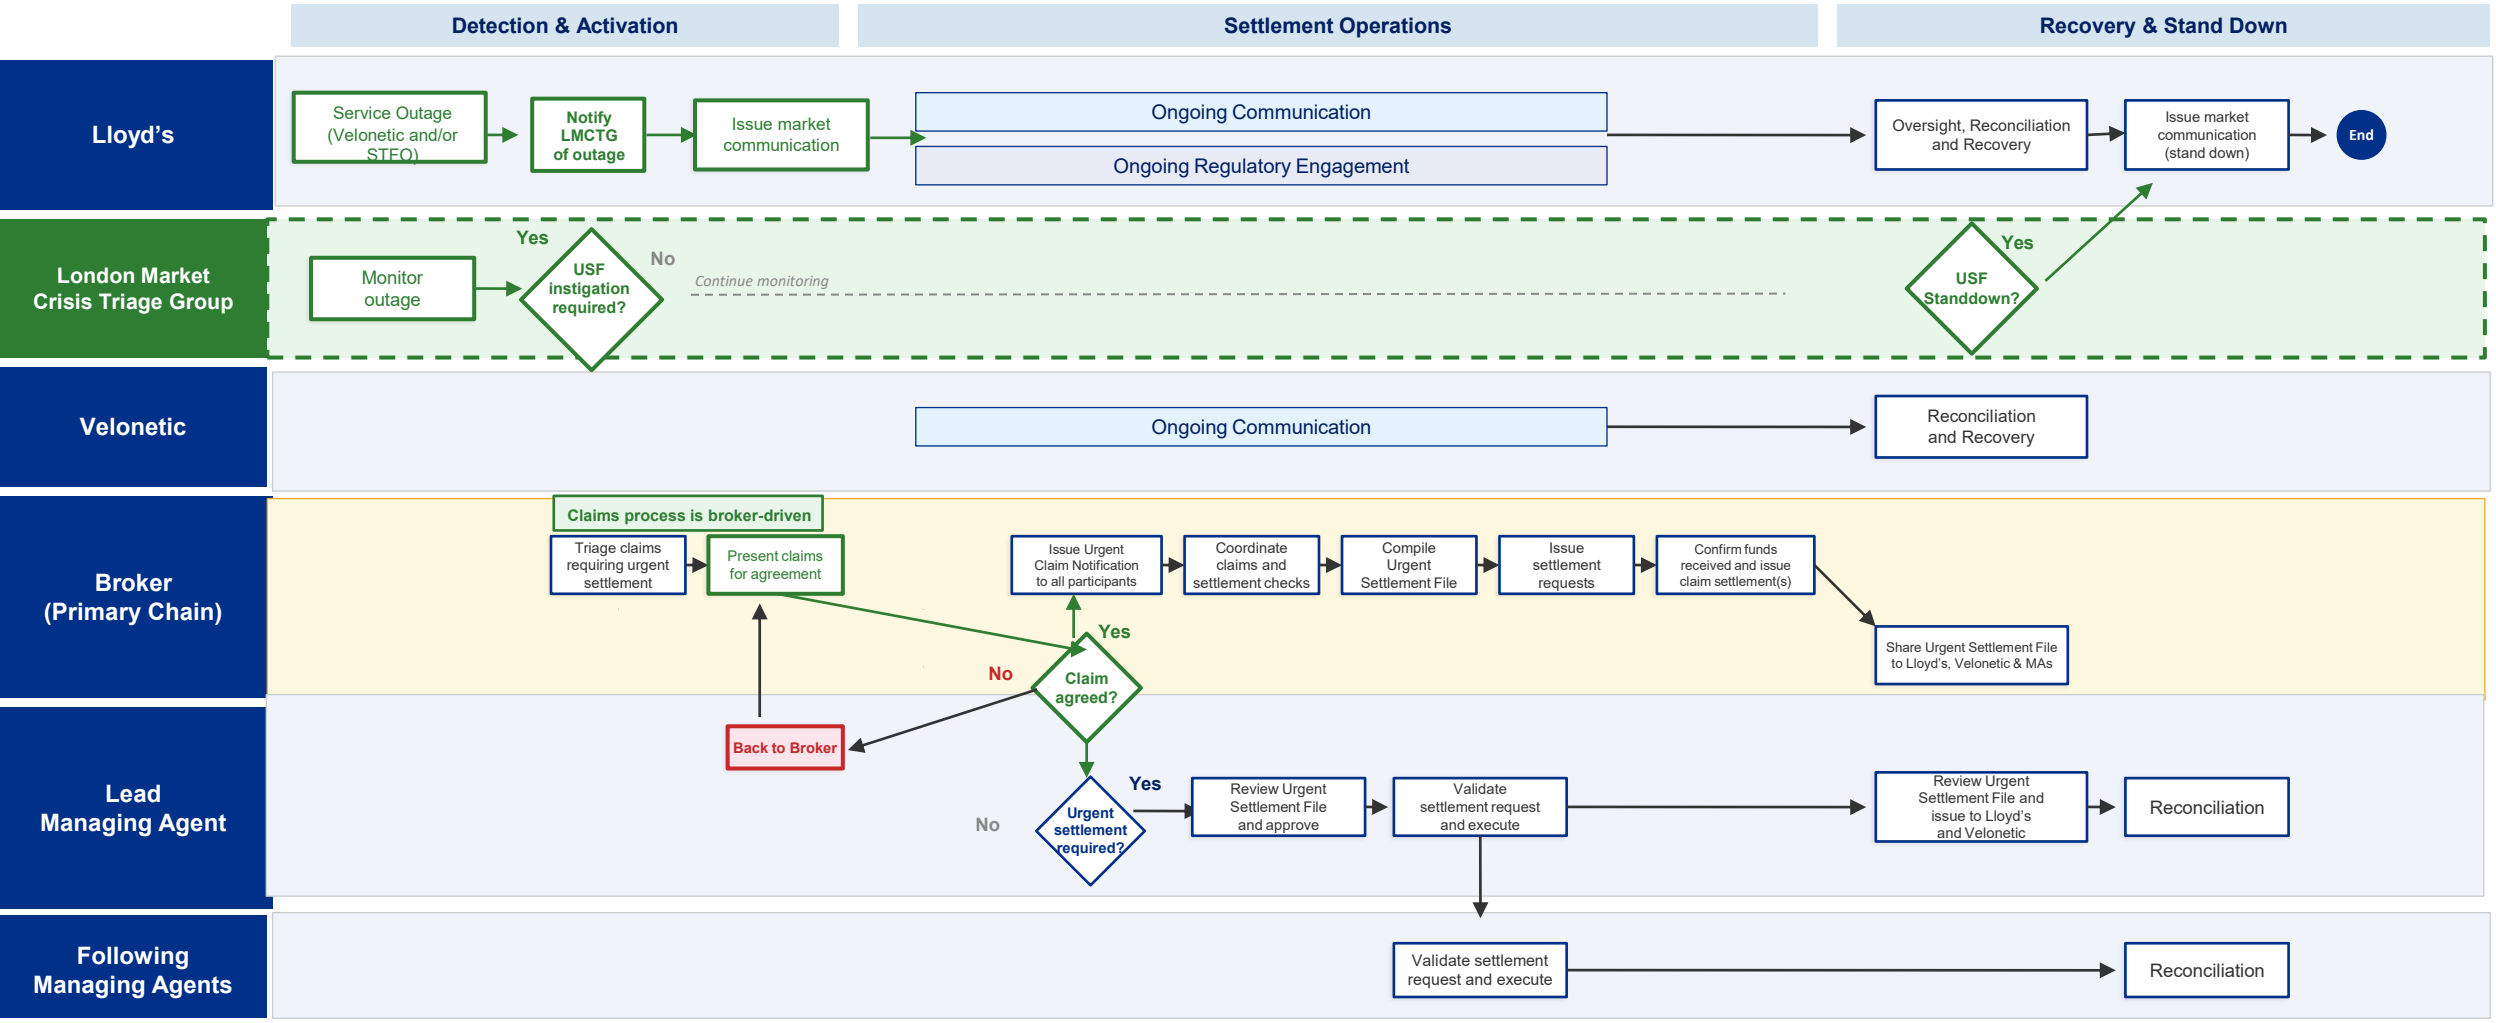 Detection & Activation
Settlement Operations
Recovery & Stand Down
Lloyd's
Service Outage
(Velonetic and/or
STFO)
Notify
LMCTG
of outage
Issue market
communication
Ongoing Communication
Ongoing Regulatory Engagement
Oversight, Reconciliation
and Recovery
Issue market
communication
(stand down)
End
London Market
Crisis Triage Group
Monitor
outage
Yes
USF
instigation
required?
No
Continue monitoring
USF
Standdown?
Yes
Velonetic
Ongoing Communication
Reconciliation
and Recovery
Broker
(Primary Chain)
Claims process is broker-driven
Triage claims
requiring urgent
settlement
Present claims
for agreement
Issue Urgent
Claim Notification
to all participants
Coordinate
claims and
settlement checks
Compile
Urgent
Settlement File
Issue
settlement
requests
Confirm funds
received and issue
claim settlement(s)
Share Urgent Settlement File
to Lloyd's, Velonetic & MAs
Yes
No
Claim
agreed?
Lead
Managing Agent
Back to Broker
No
Urgent
settlement
required?
Yes
Review Urgent
Settlement File
and approve
Validate
settlement request
and execute
Review Urgent
Settlement File and
issue to Lloyd's
and Velonetic
Reconciliation
Following
Managing Agents
Validate settlement
request and execute
Reconciliation